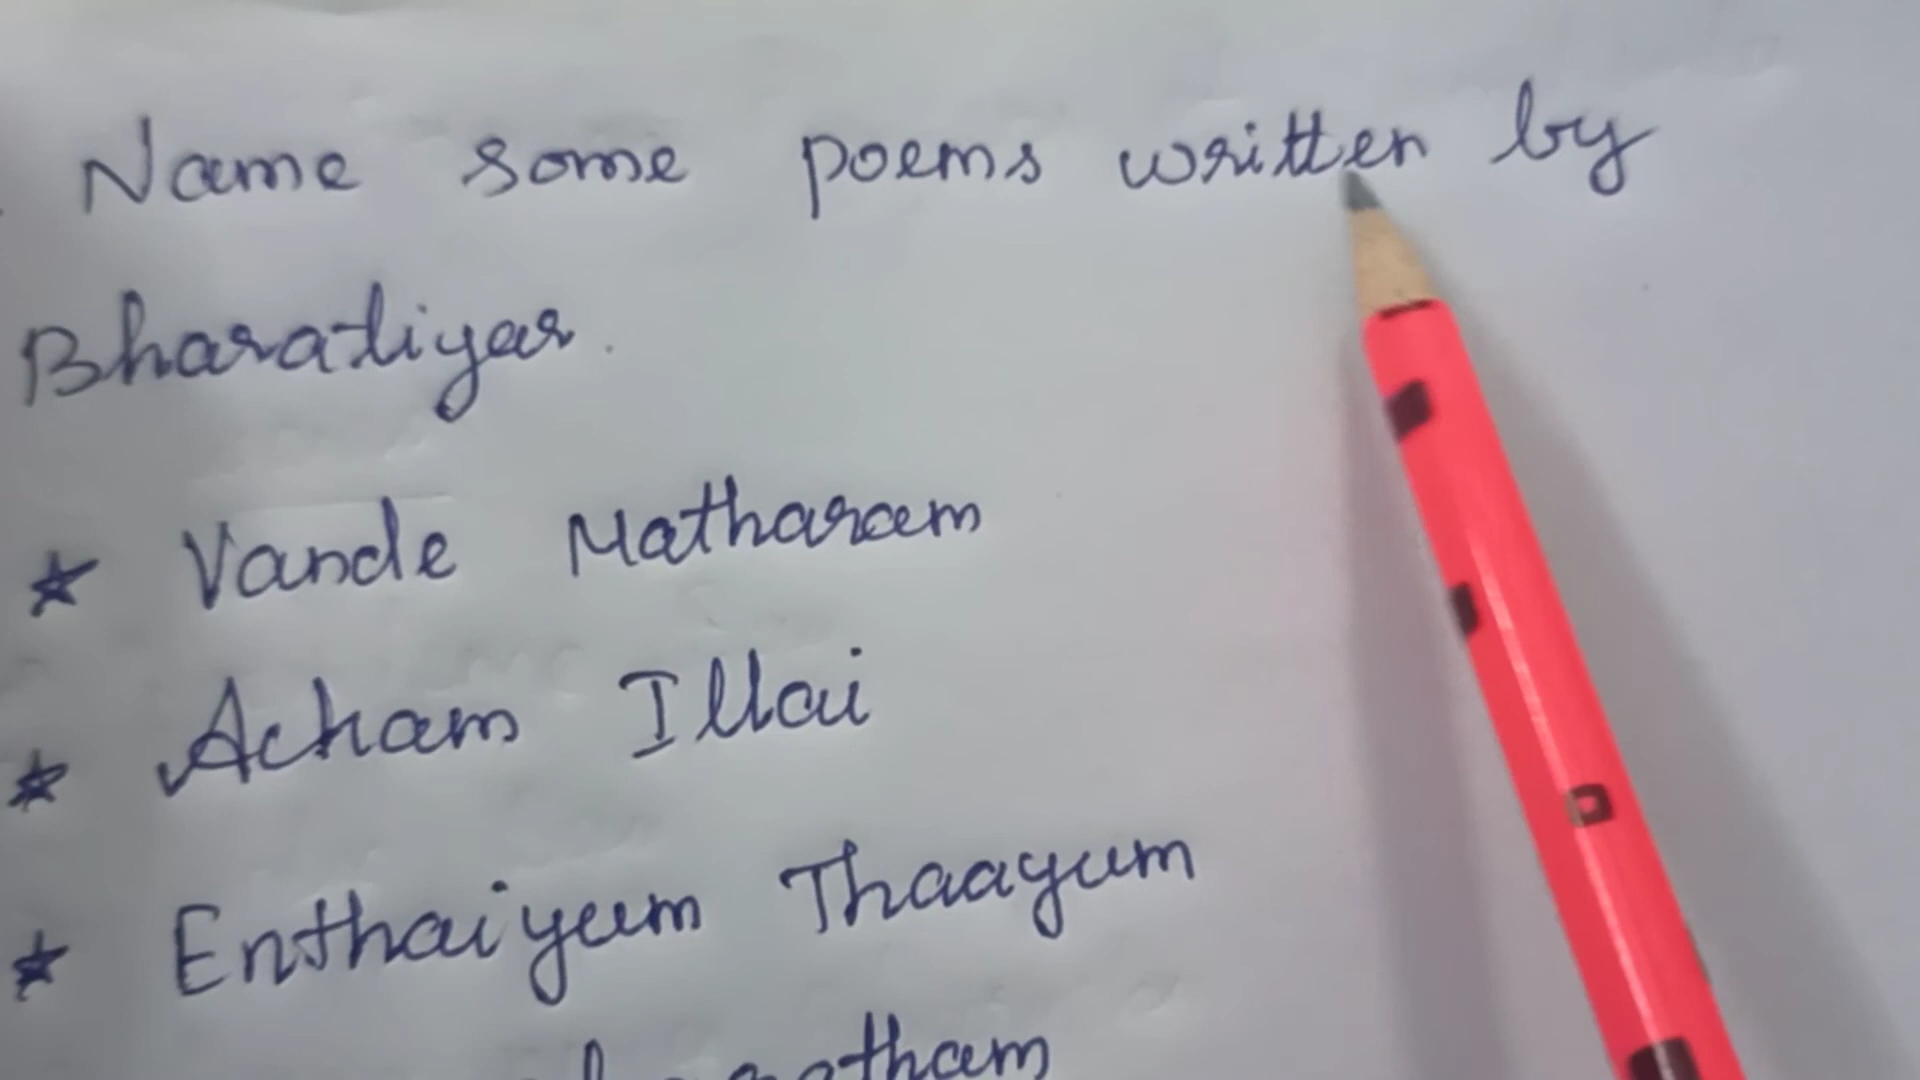 Name some poems written by
Bharatiyar.
★ Vande Matharam
★ Acham Illai
★ Enthaiyum Thaayum